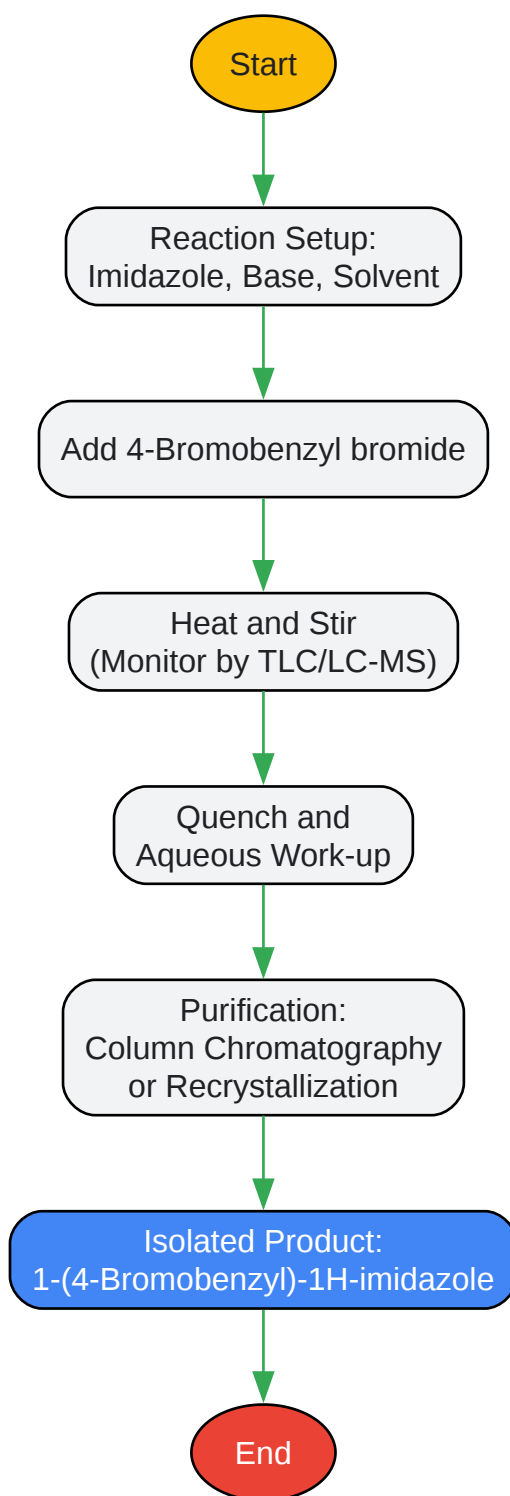 Start
Reaction Setup:
Imidazole, Base, Solvent
Add 4-Bromobenzyl bromide
Heat and Stir
(Monitor by TLC/LC-MS)
Quench and
Aqueous Work-up
Purification:
Column Chromatography
or Recrystallization
Isolated Product:
1-(4-Bromobenzyl)-1H-imidazole
End